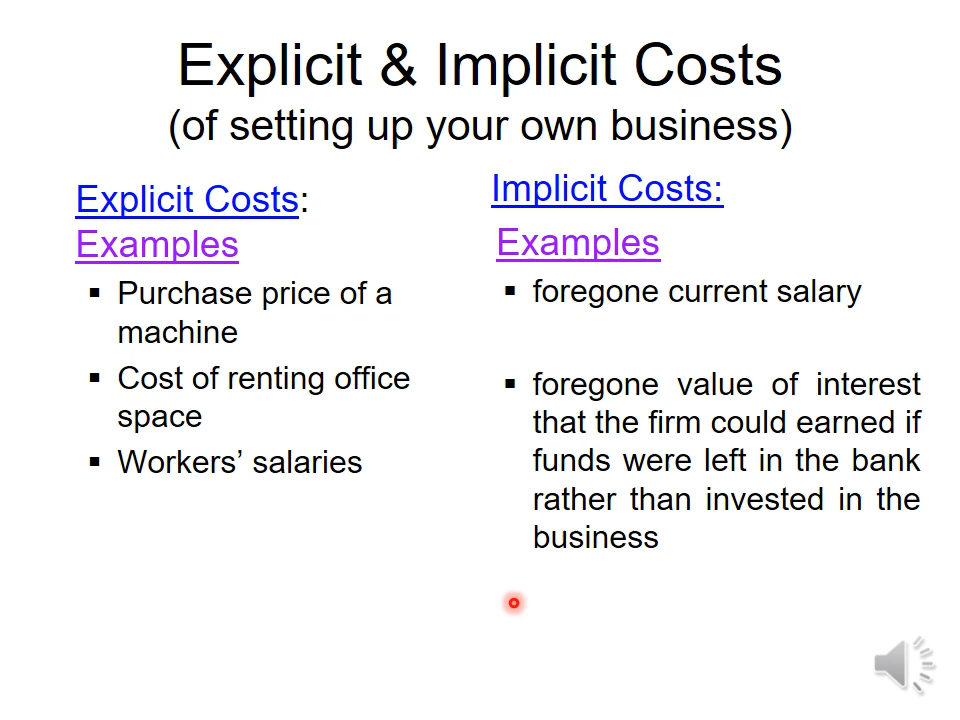 Explicit & Implicit Costs
(of setting up your own business)
Explicit Costs:
Examples
▪ Purchase price of a
machine
▪ Cost of renting office
space
▪ Workers’ salaries
Implicit Costs:
Examples
▪ foregone current salary
▪ foregone value of interest
that the firm could earned if
funds were left in the bank
rather than invested in the
business